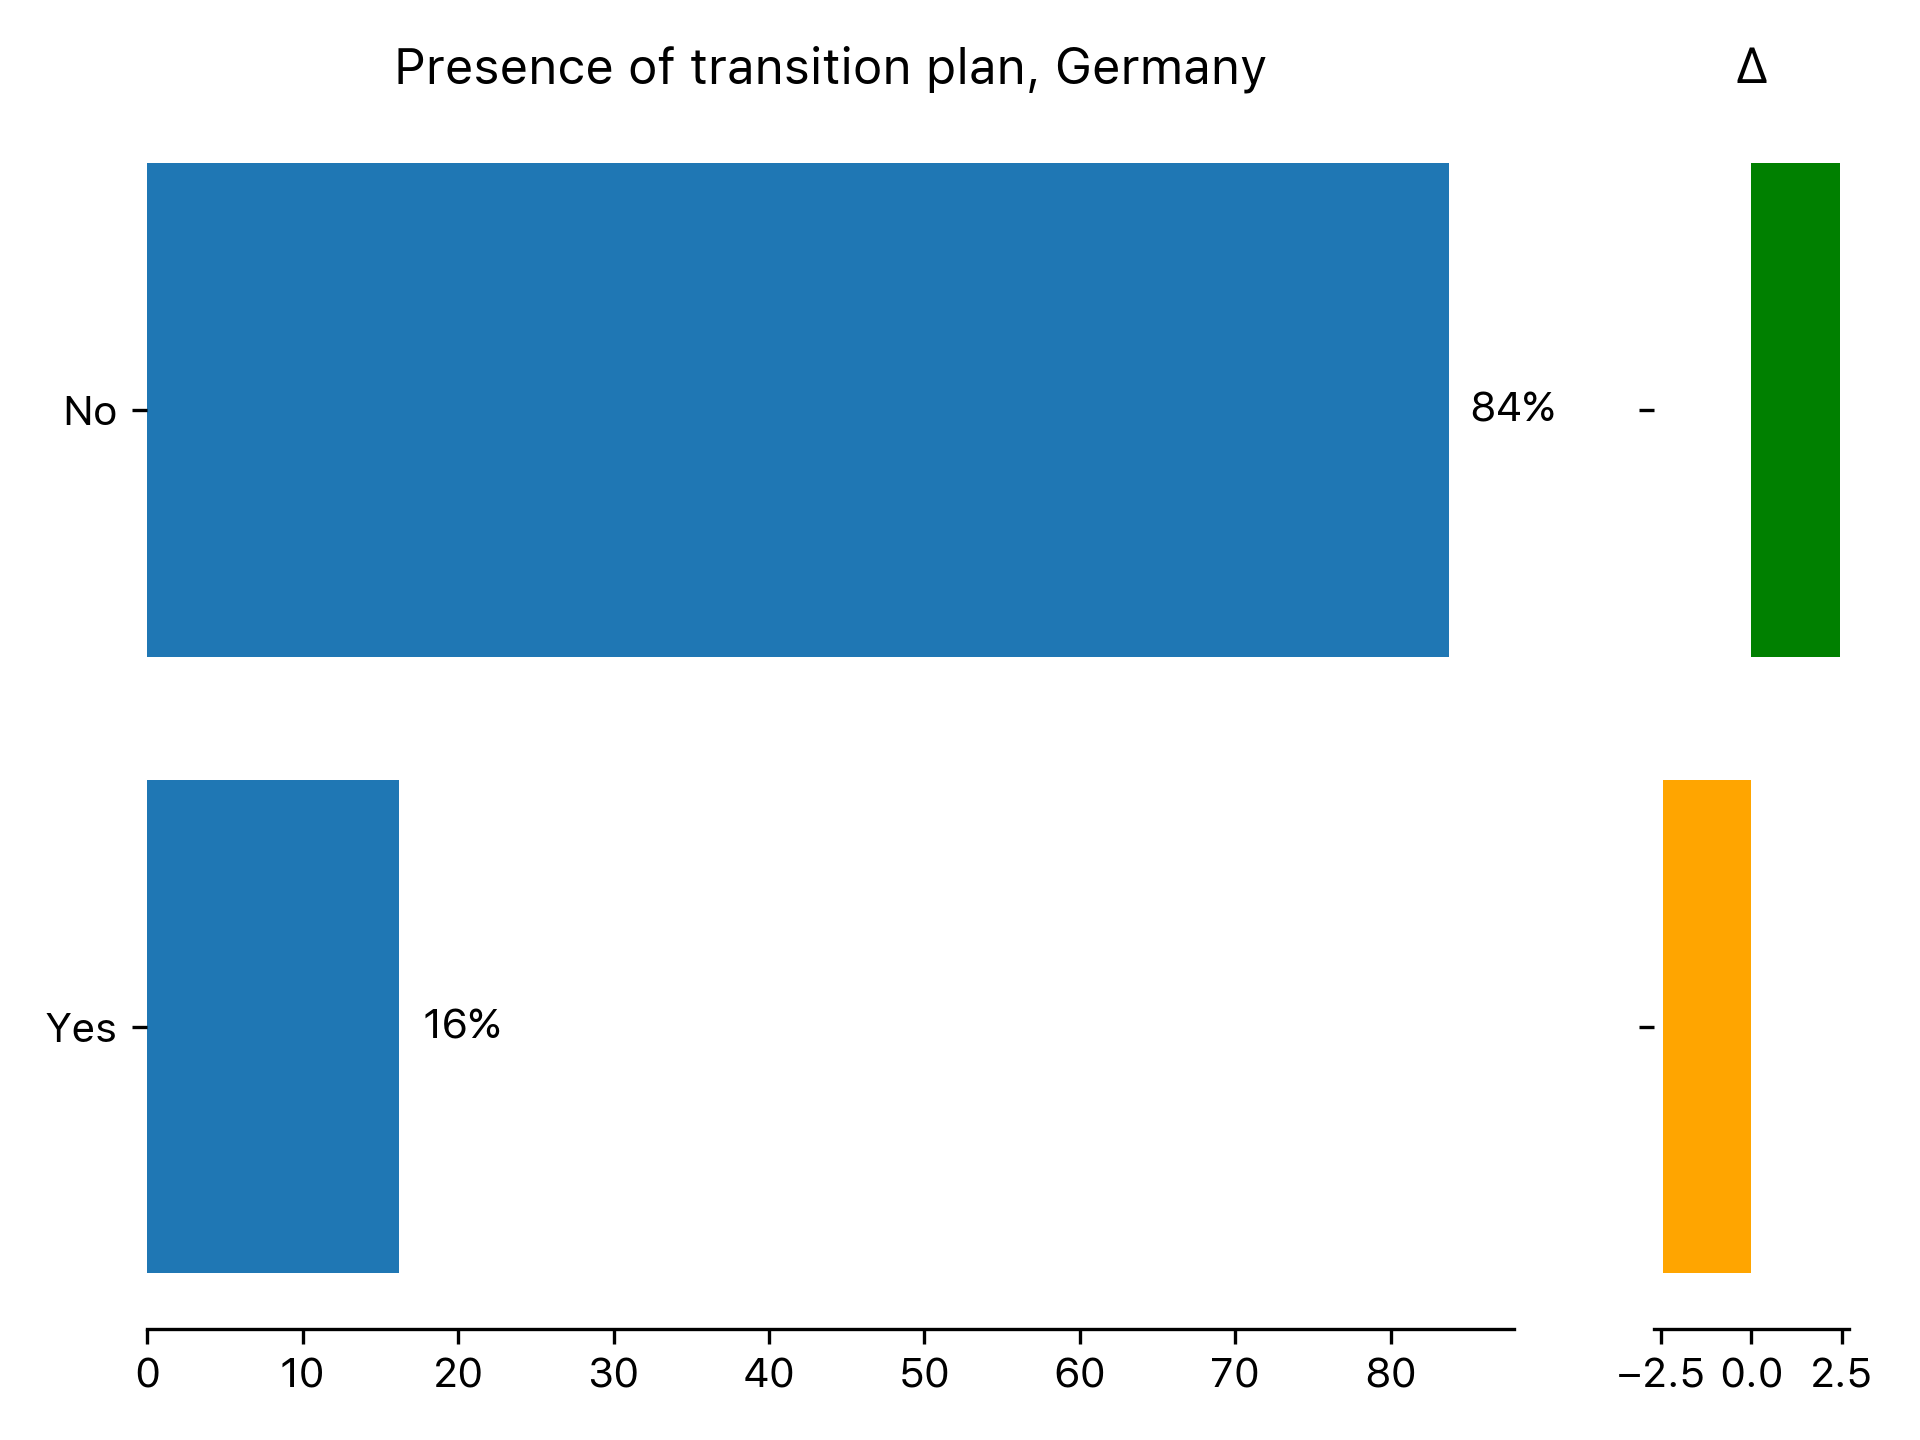 Presence of transition plan, Germany
Δ
No
84%
Yes
16%
0 10 20 30 40 50 60 70 80
−2.5 0.0 2.5